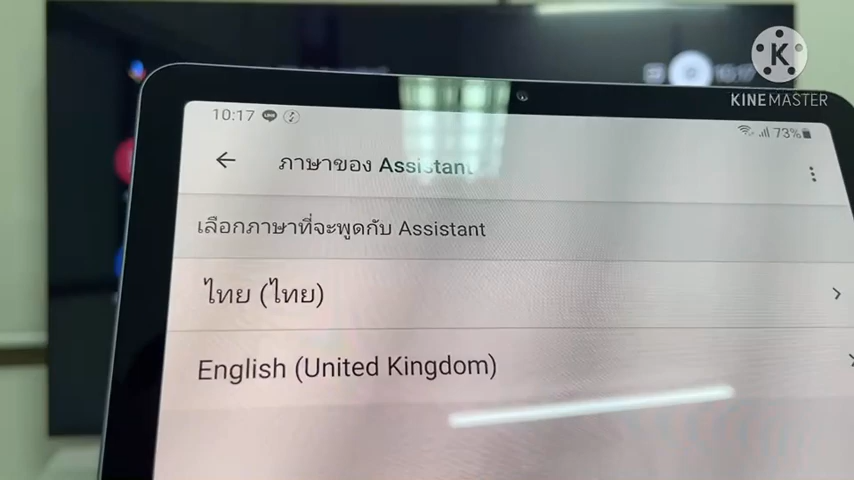 K
KINEMASTER
10:17
73%
ภาษาของ Assistant
เลือกภาษาที่จะพูดกับ Assistant
ไทย (ไทย)
English (United Kingdom)